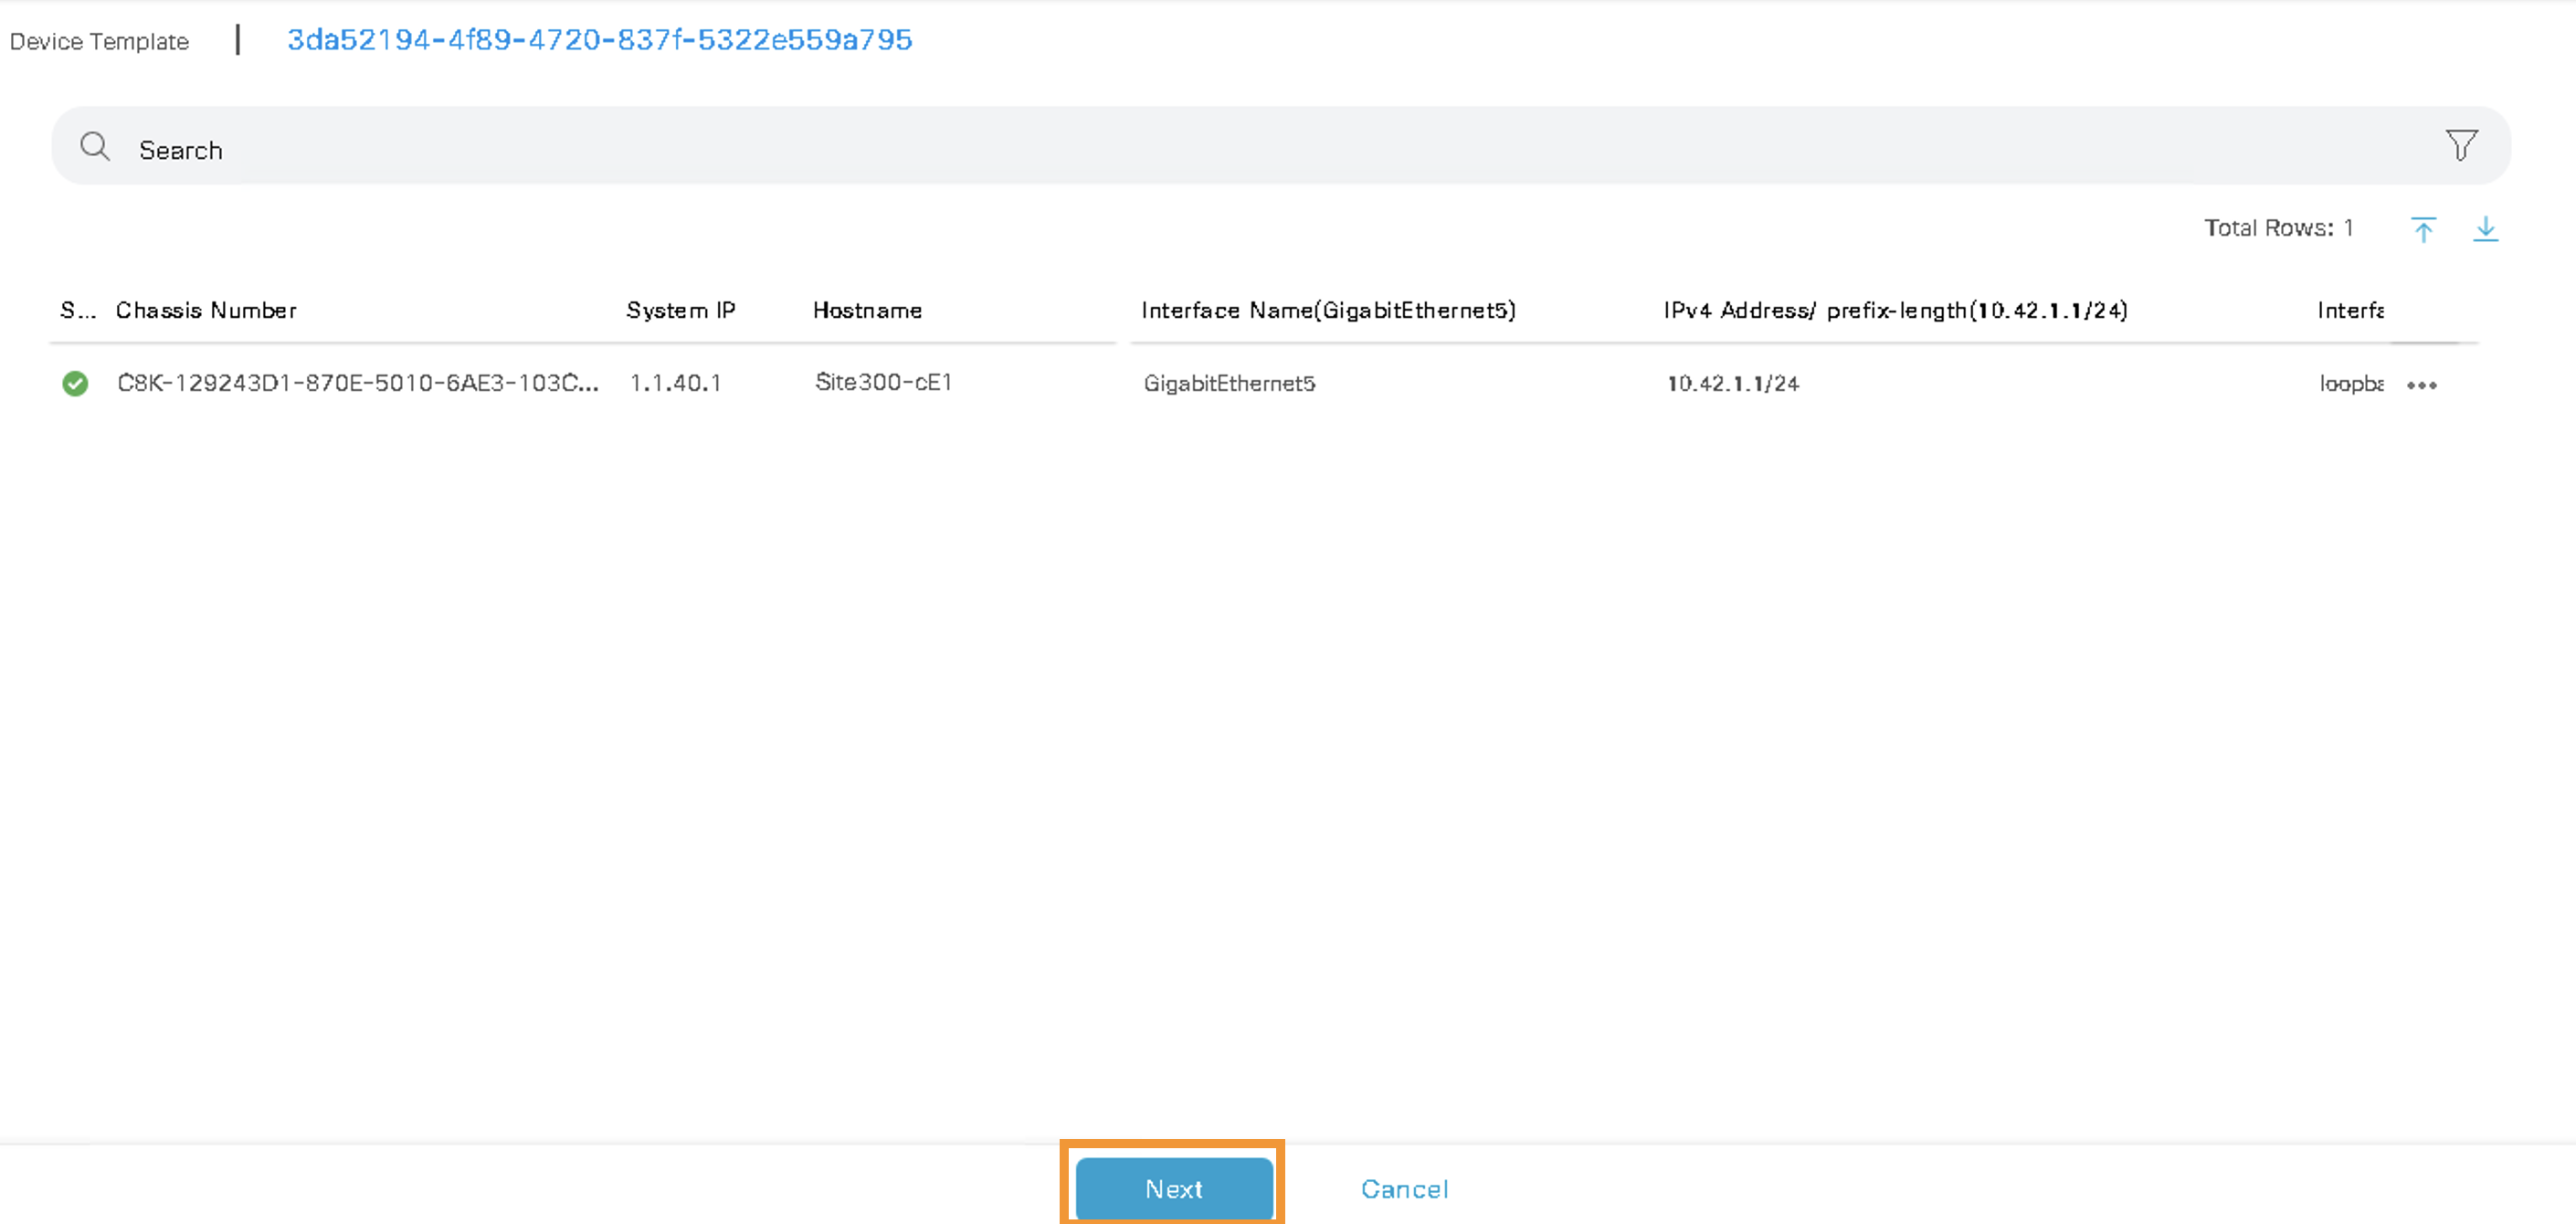 Device Template | 3da52194-4f89-4720-837f-5322e559a795
Search
Total Rows: 1
S... Chassis Number System IP Hostname Interface Name(GigabitEthernet5) IPv4 Address/ prefix-length(10.42.1.1/24) Interfa
C8K-129243D1-870E-5010-6AE3-103C... 1.1.40.1 Site300-cE1 GigabitEthernet5 10.42.1.1/24 loopba •••
Next Cancel